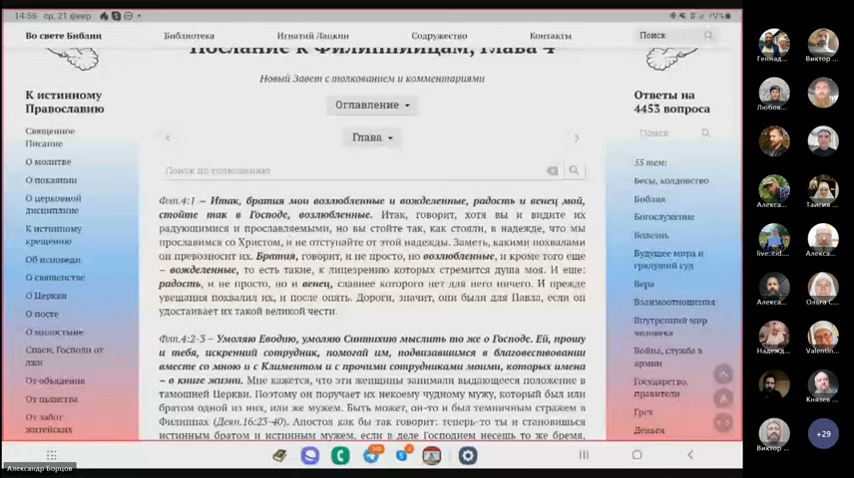 14:56 ср, 21 февр
79%
Во свете Библии
Библиотека
Игнатий Лапкин
Содружество
Контакты
Поиск
Послание к Филиппийцам, Глава 4
Новый Завет с толкованием и комментариями
Оглавление
Глава
Поиск по толкованию
К истинному
Православию
Священное
Писание
О молитве
О покаянии
О церковной
дисциплине
К истинному
крещению
Об исповеди
О священстве
О Церкви
О посте
О милостыне
Спаси, Господи от
лжи
От объядения
От пьянства
От забот
житейских
Флп.4:1 – Итак, братия мои возлюбленные и вожделенные, радость и венец мой,
стойте так в Господе, возлюбленные. Итак, говорит, хотя вы и видите их
радующимися и прославляемыми, но вы стойте так, как стояли, в надежде, что мы
прославимся со Христом, и не отступайте от этой надежды. Заметь, какими похвалами
он превозносит их. Братия, говорит, и не просто, но возлюбленные, и кроме того еще
– вожделенные, то есть такие, к лицезрению которых стремится душа моя. И еще:
радость, и не просто, но и венец, славнее которого нет для него ничего. И прежде
увещания похвалил их, и после опять. Дороги, значит, они были для Павла, если он
удостаивает их такой великой чести.
Флп.4:2-3 – Умоляю Еводию, умоляю Синтихию мыслить то же о Господе. Ей, прошу
и тебя, искренний сотрудник, помогай им, подвизавшимся в благовествовании
вместе со мною и с Климентом и с прочими сотрудниками моими, которых имена
– в книге жизни. Мне кажется, что эти женщины занимали выдающееся положение в
тамошней Церкви. Поэтому он поручает их некоему чудному мужу, который был или
братом одной из них, или же мужем. Быть может, он-то и был темничным стражем в
Филиппах (Деян.16:23-40). Апостол как бы так говорит: теперь-то ты и становишься
истинным братом и истинным мужем, если в деле Господнем несешь то же бремя,
Ответы на
4453 вопроса
Поиск
55 тем:
Бесы, колдовство
Библия
Богослужение
Болезнь
Будущее мира и
грядущий суд
Вера
Взаимоотношения
Внутренний мир
человека
Война, служба в
армии
Государство,
правители
Грех
Деньги
A
Александр Борцов
Геннад...
Виктор ...
Любов...
Алекса...
Таисия ...
live:.cid...
Алекса...
Алекса...
Ольга С...
Надежд...
Valentin...
Князев ...
Виктор ...
+29